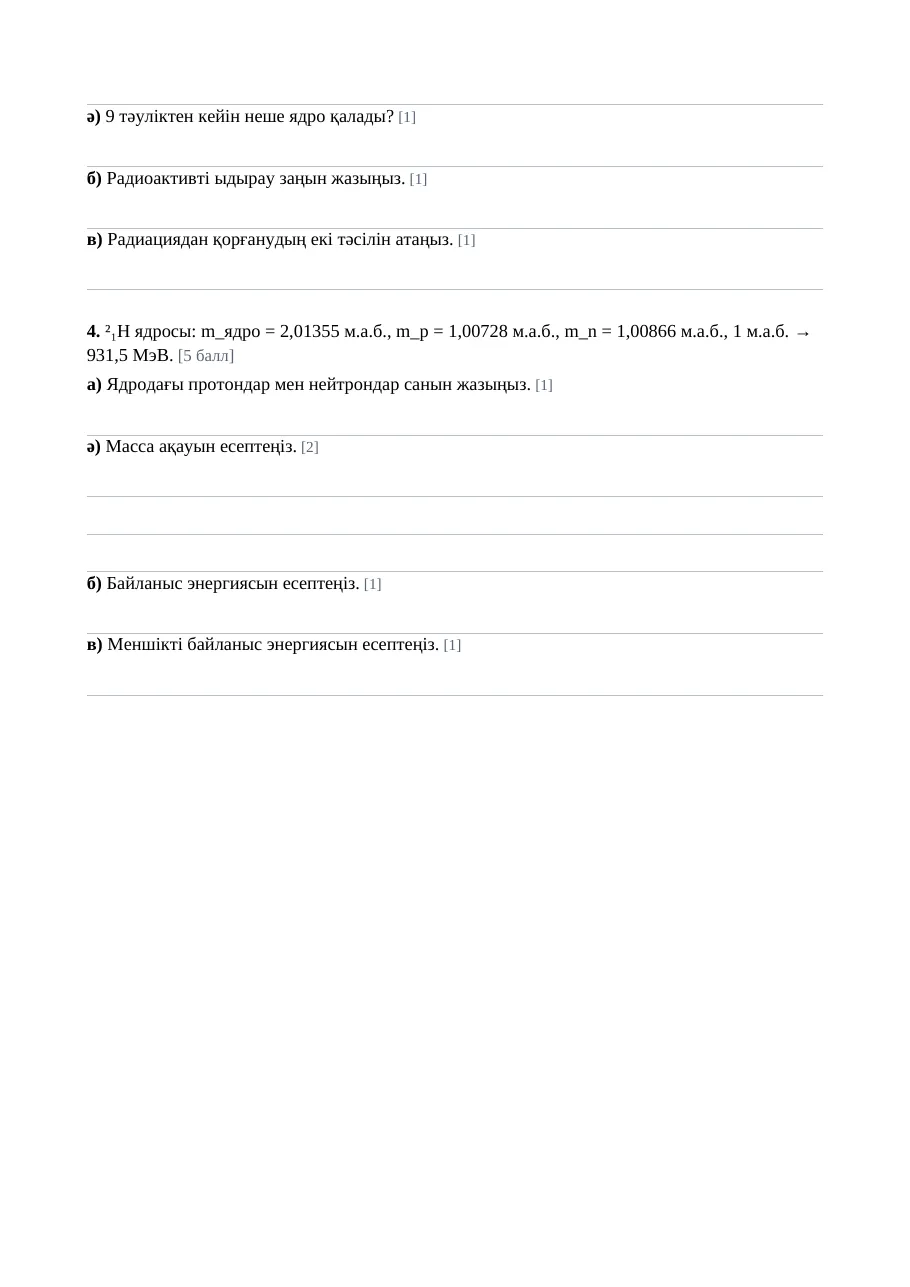 ә) 9 тәуліктен кейін неше ядро қалады? [1]
б) Радиоактивті ыдырау заңын жазыңыз. [1]
в) Радиациядан қорғанудың екі тәсілін атаңыз. [1]
4. ²₁H ядросы: m_ядро = 2,01355 м.а.б., m_p = 1,00728 м.а.б., m_n = 1,00866 м.а.б., 1 м.а.б. →
931,5 МэВ. [5 балл]
а) Ядродағы протондар мен нейтрондар санын жазыңыз. [1]
ә) Масса ақауын есептеңіз. [2]
б) Байланыс энергиясын есептеңіз. [1]
в) Меншікті байланыс энергиясын есептеңіз. [1]